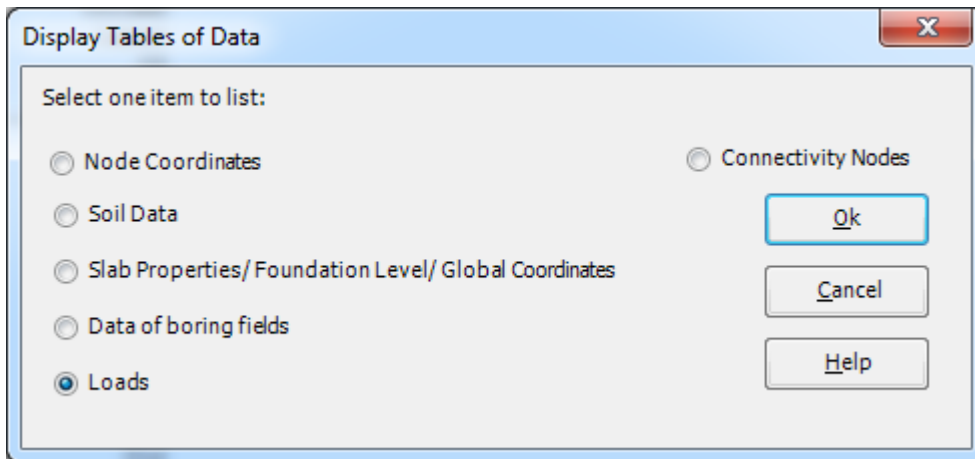 Display Tables of Data
Select one item to list:
Node Coordinates
Connectivity Nodes
Soil Data
Ok
Slab Properties/ Foundation Level/ Global Coordinates
Cancel
Data of boring fields
Help
Loads